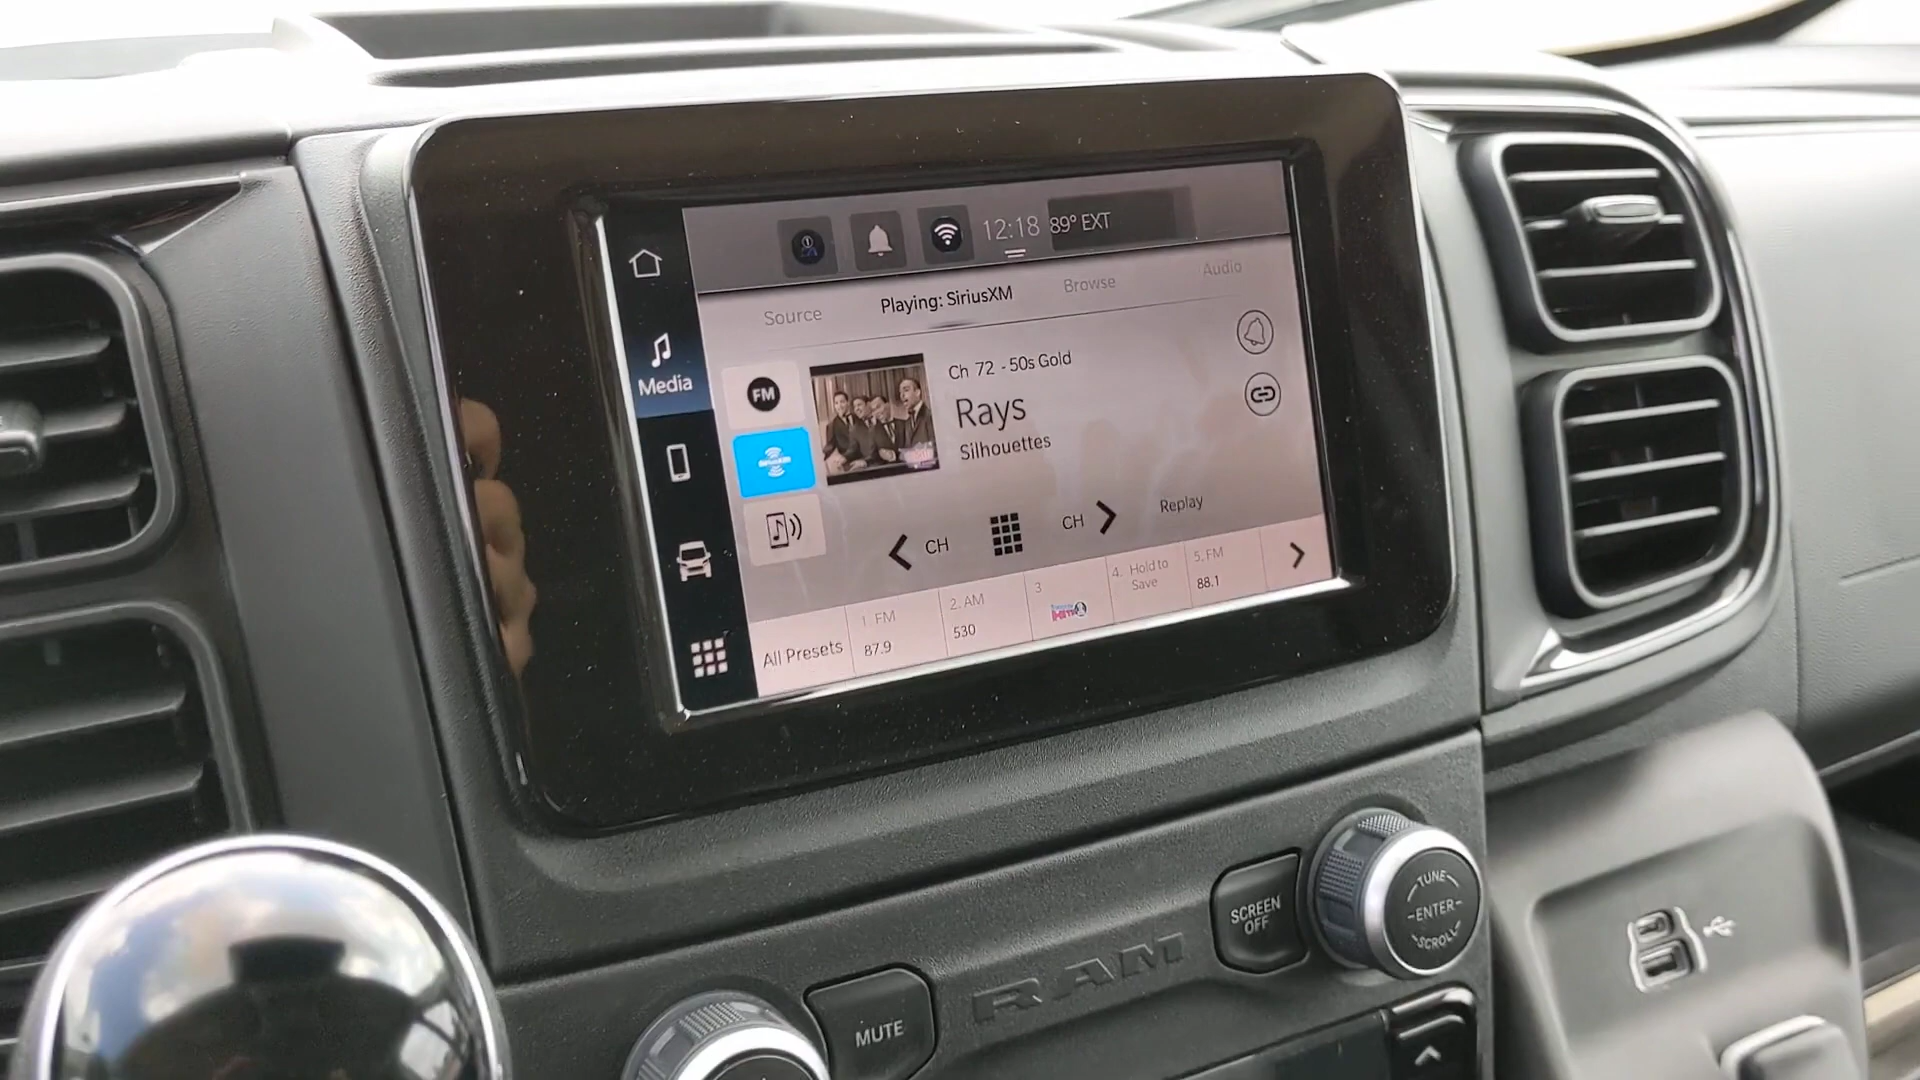 12:18 89° EXT
Source Playing: SiriusXM Browse Audio
Media
FM
Ch 72 - 50s Gold
Rays
Silhouettes
CH
CH
Replay
All Presets
1. FM
87.9
2. AM
530
3
4. Hold to
Save
5. FM
88.1
SCREEN
OFF
TUNE
ENTER
SCROLL
MUTE
RAM